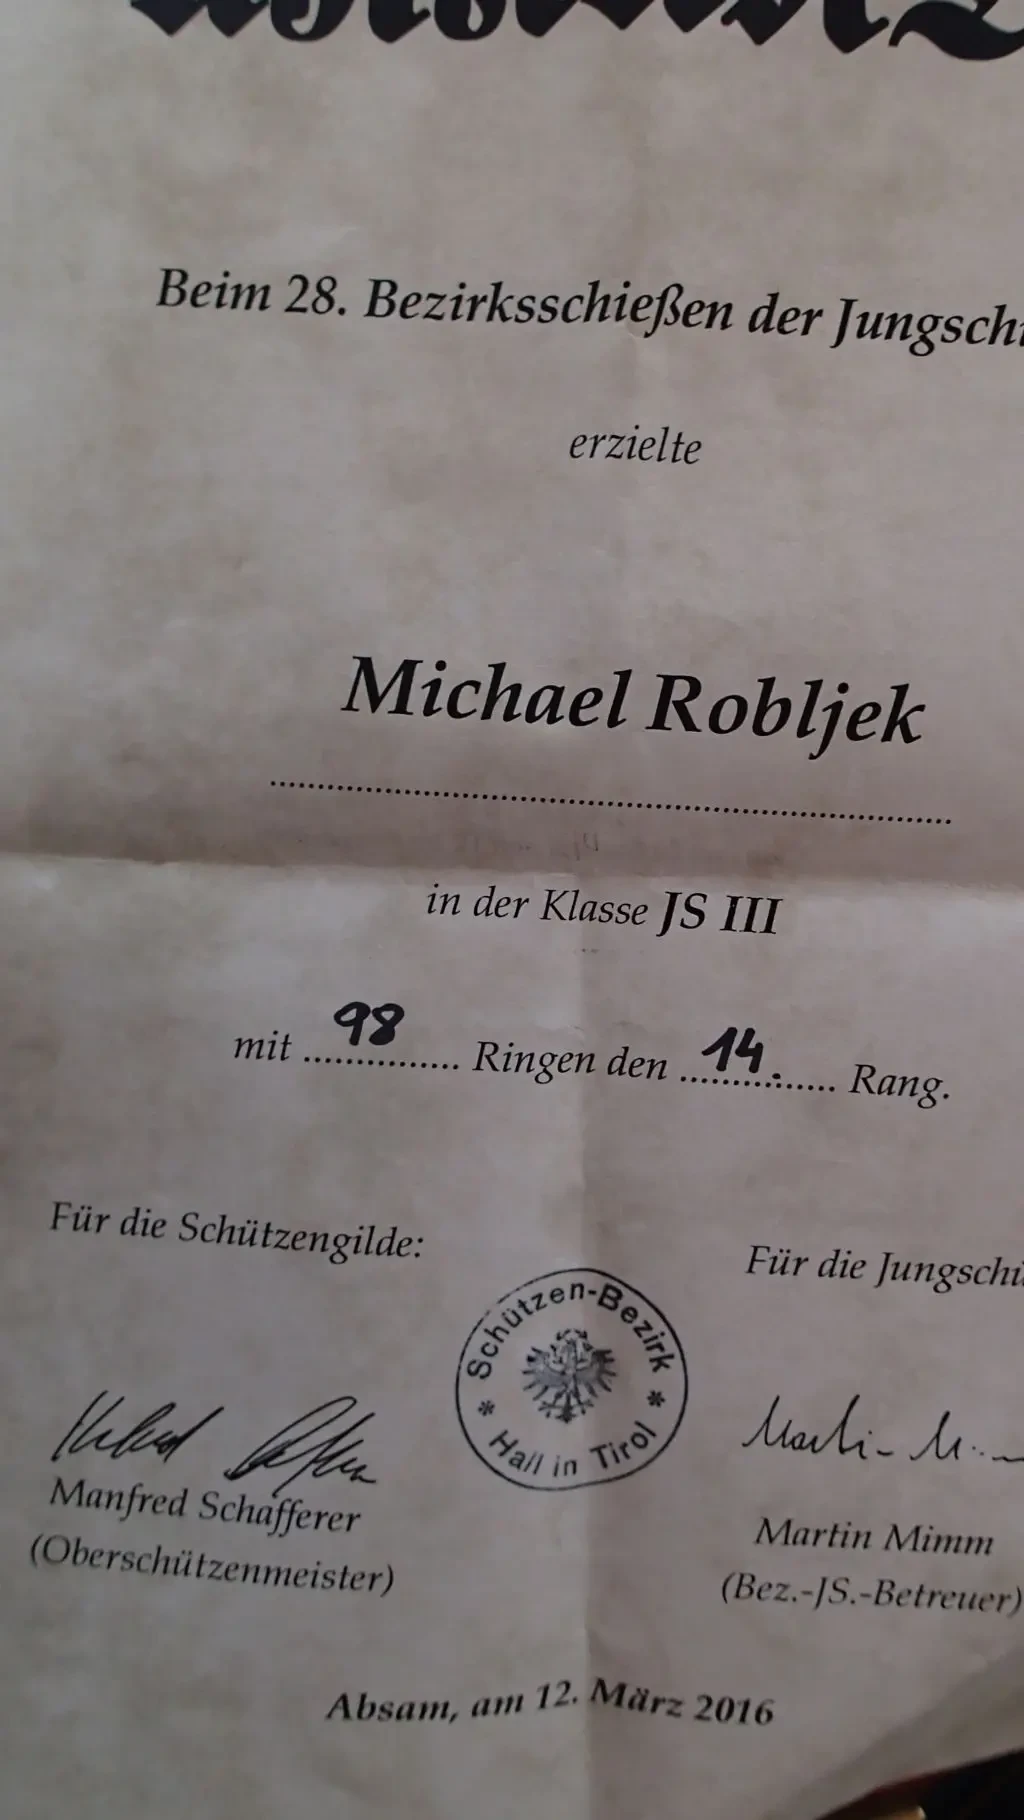 Beim 28. Bezirksschießen der Jungsch
erzielte
Michael Robljek
in der Klasse JS III
mit 98 Ringen den 14. Rang.
Für die Schützengilde:
Für die Jungschü
Schützen-Bezirk
* Hall in Tirol *
Manfred Schafferer
(Oberschützenmeister)
Martin Mimm
(Bez.-JS.-Betreuer)
Absam, am 12. März 2016